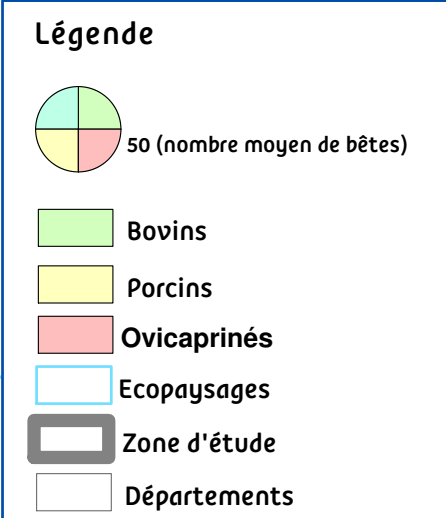 Légende
50 (nombre moyen de bêtes)
Bovins
Porcins
Ovicaprinés
Ecopaysages
Zone d'étude
Départements